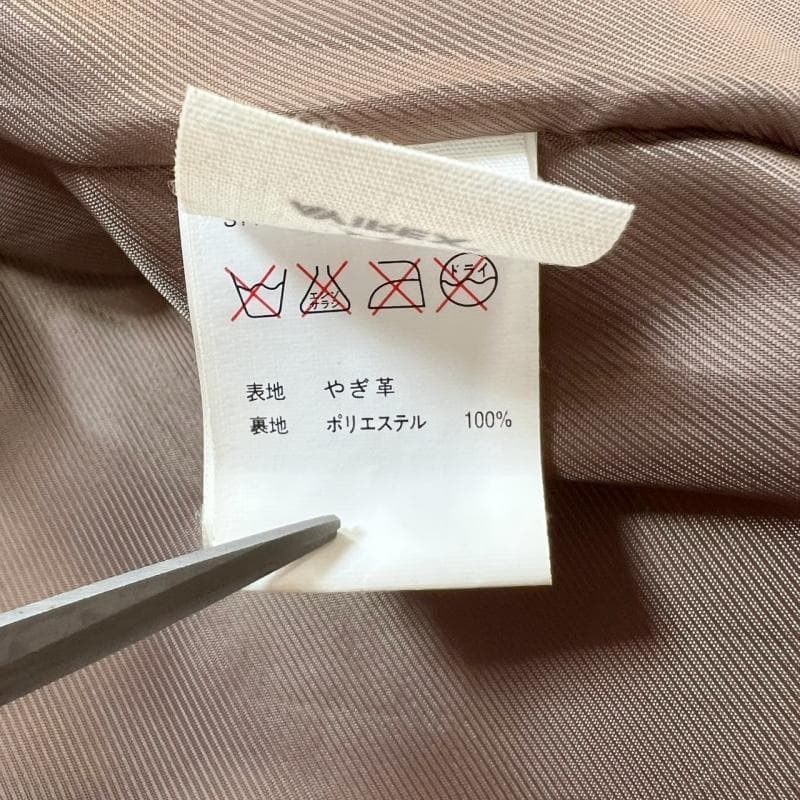 エンソ
サラシ
ドライ
表地 やぎ革
裏地 ポリエステル 100%